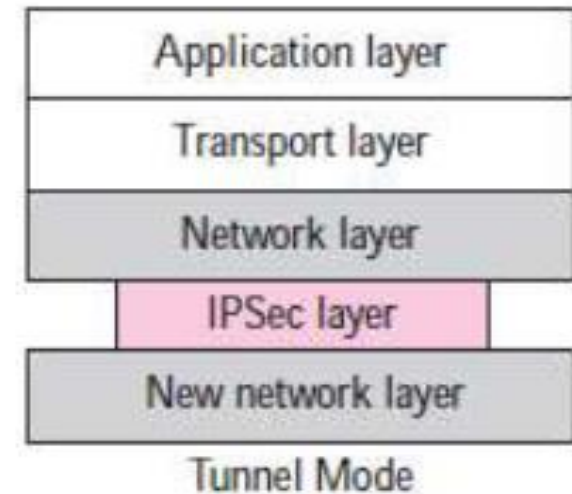 Application layer
Transport layer
Network layer
IPSec layer
New network layer
Tunnel Mode